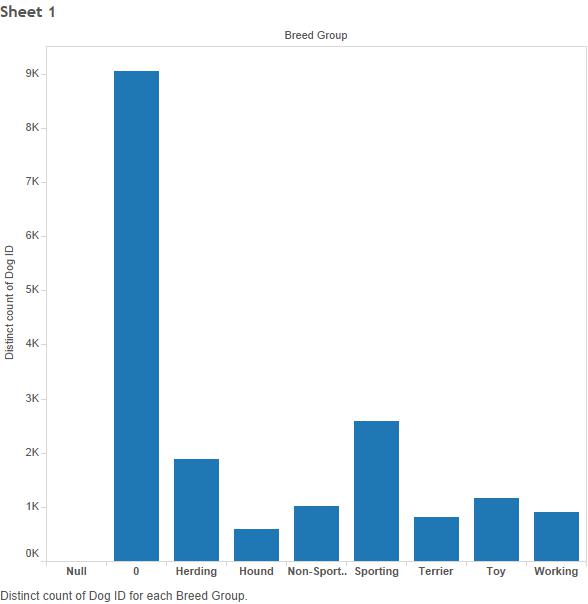 Sheet 1
Breed Group
Distinct count of Dog ID
9K
8K
7K
6K
5K
4K
3K
2K
1K
0K
Null 0 Herding Hound Non-Sport.. Sporting Terrier Toy Working
Distinct count of Dog ID for each Breed Group.